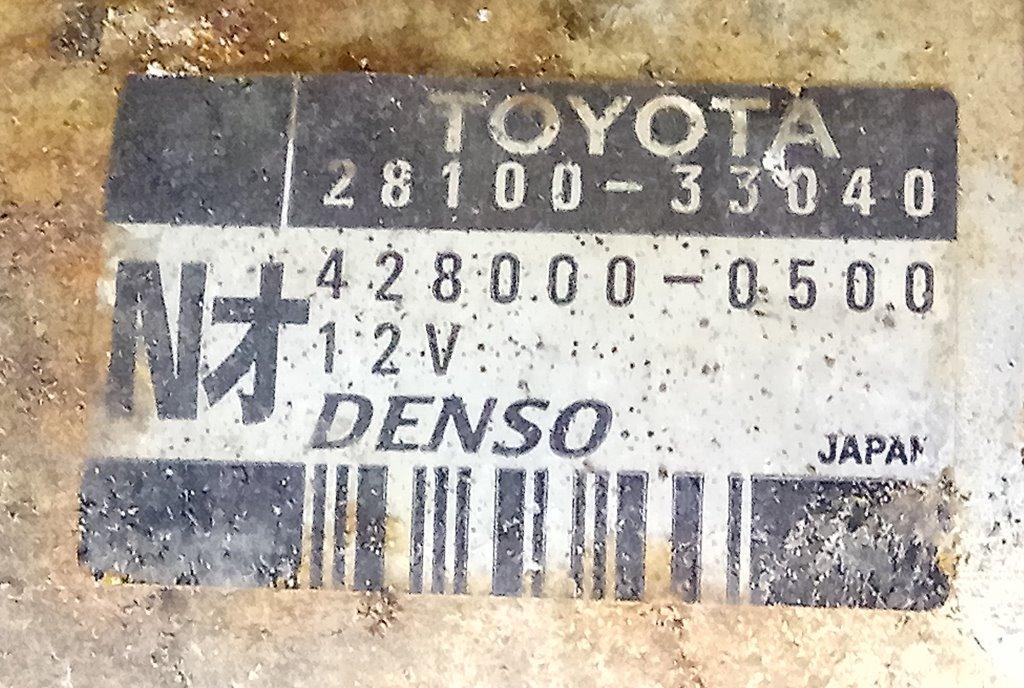 TOYOTA
28100-33040
428000-0500
Nオ
12V
DENSO
JAPAN